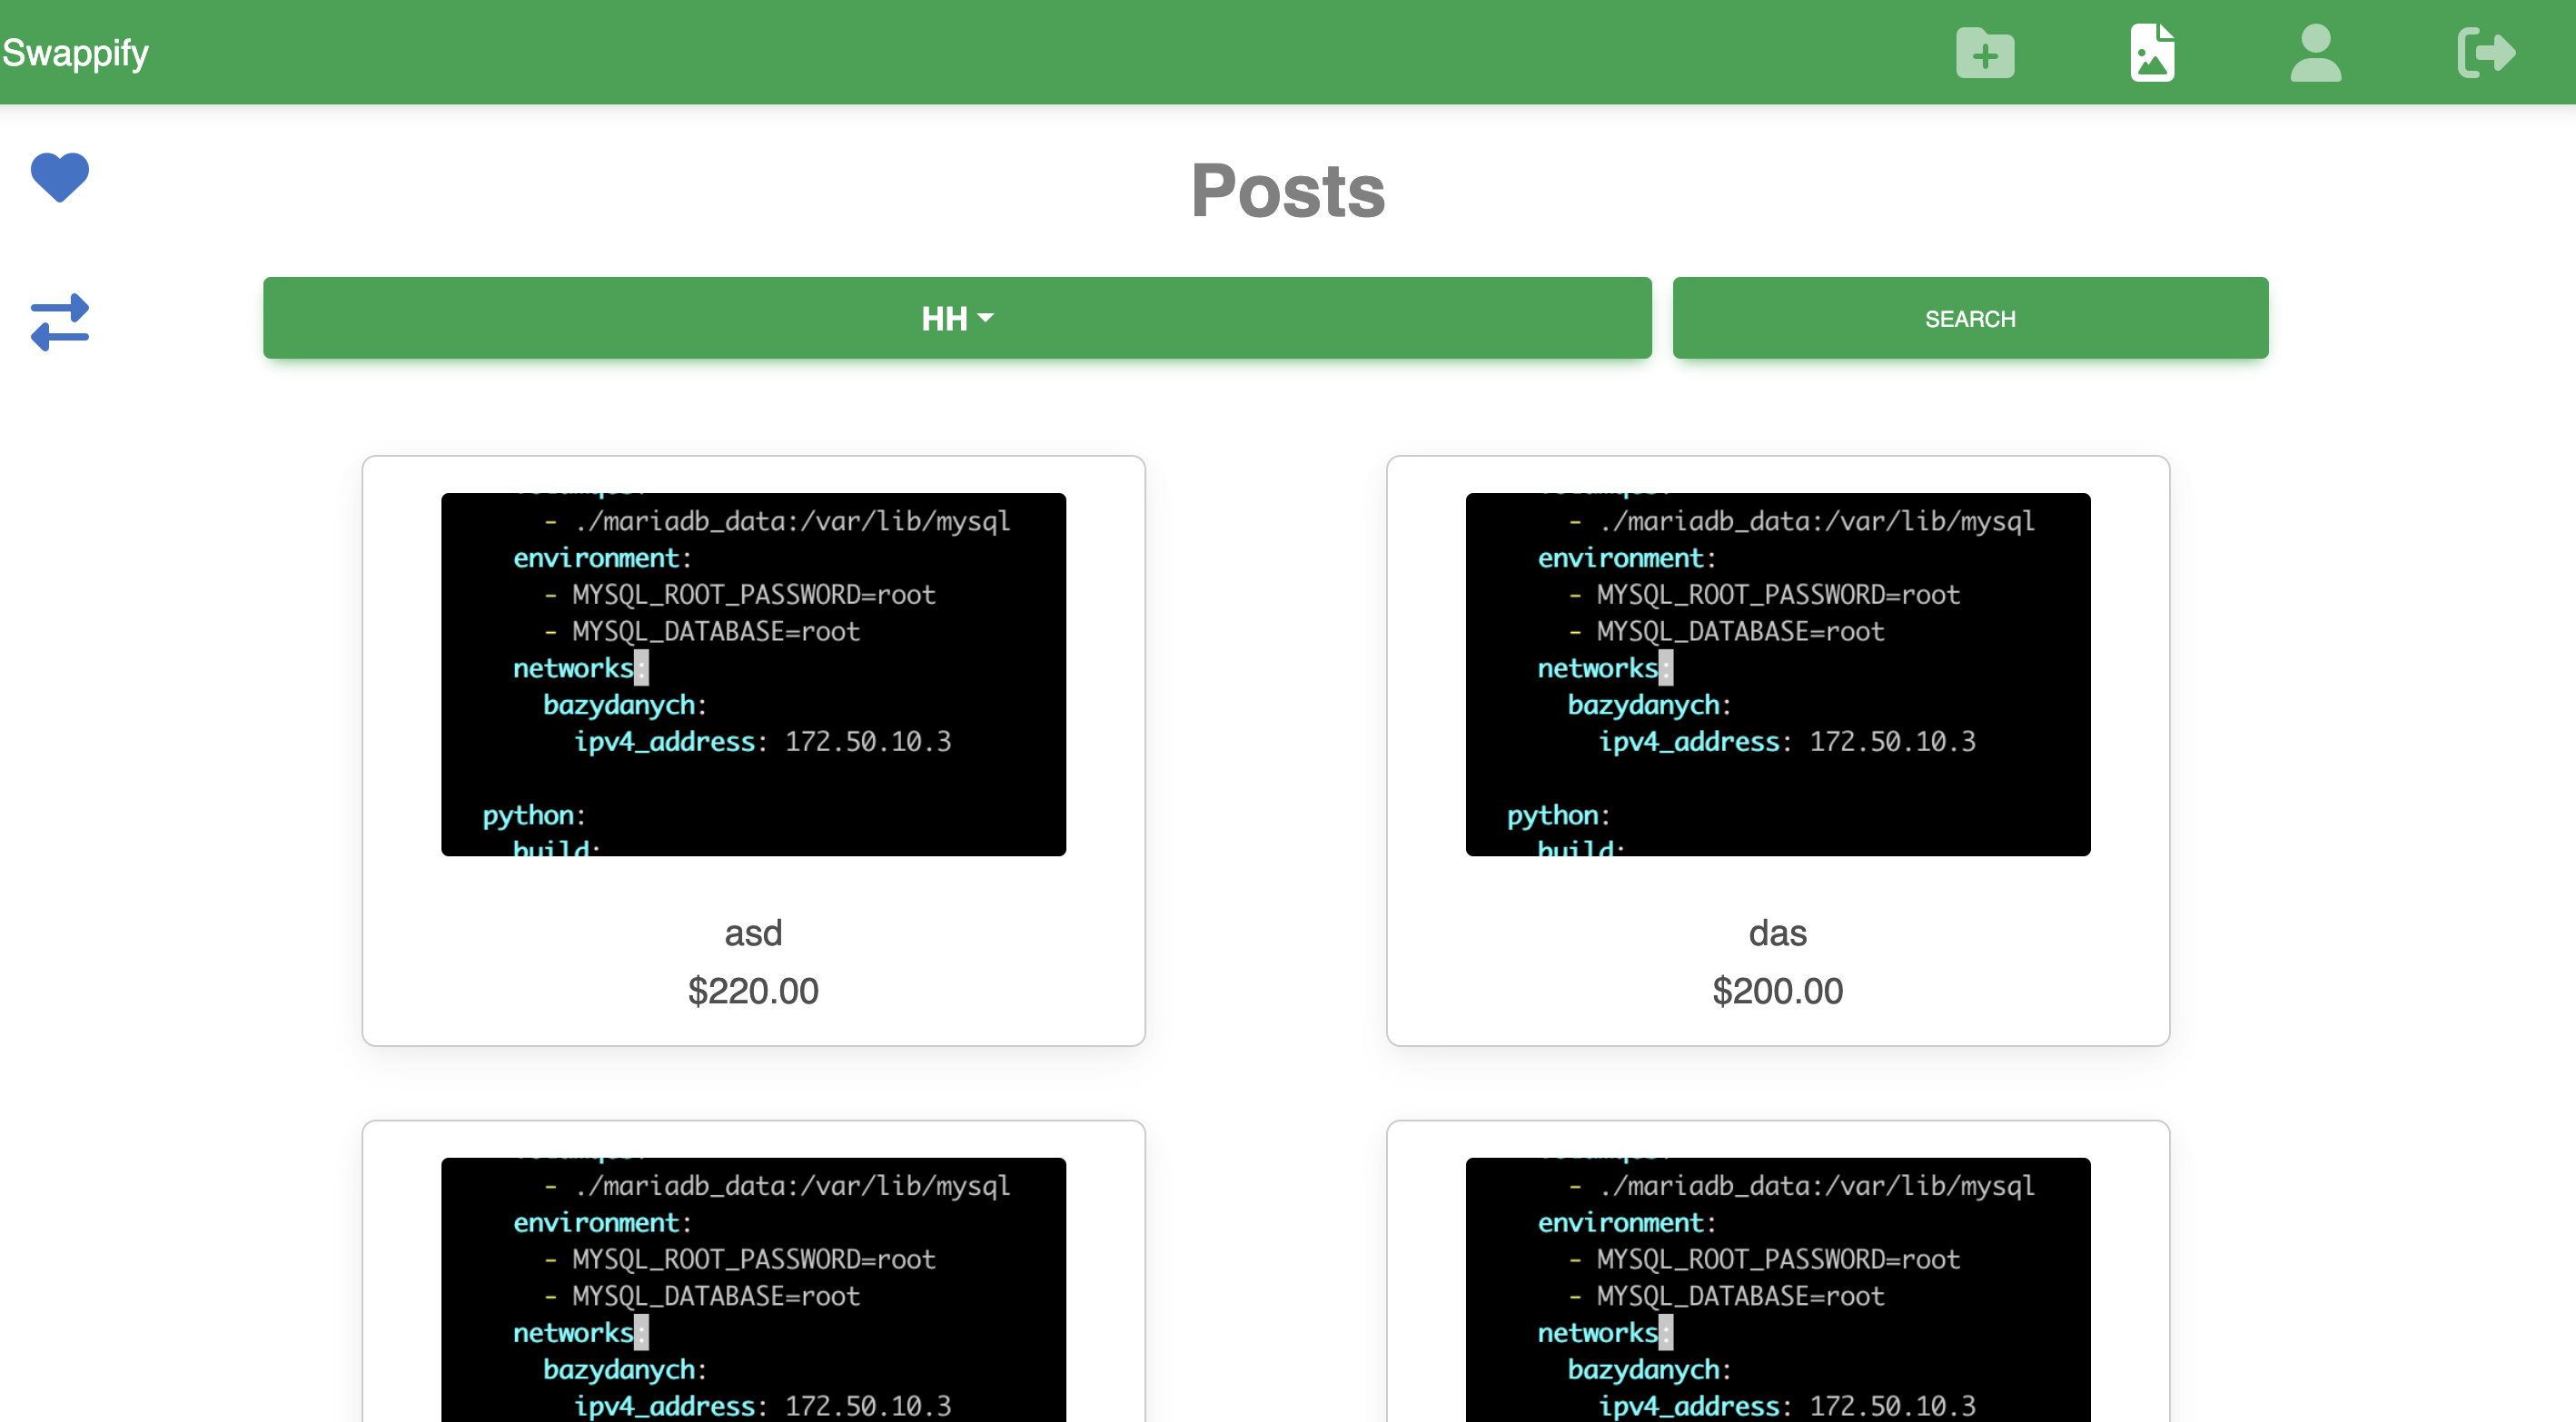 Swappify
Posts
HH
SEARCH
- ./mariadb_data:/var/lib/mysql
environment:
- MYSQL_ROOT_PASSWORD=root
- MYSQL_DATABASE=root
networks:
bazydanych:
ipv4_address: 172.50.10.3
python:
build:
asd
$220.00
- ./mariadb_data:/var/lib/mysql
environment:
- MYSQL_ROOT_PASSWORD=root
- MYSQL_DATABASE=root
networks:
bazydanych:
ipv4_address: 172.50.10.3
python:
build:
das
$200.00
- ./mariadb_data:/var/lib/mysql
environment:
- MYSQL_ROOT_PASSWORD=root
- MYSQL_DATABASE=root
networks:
bazydanych:
ipv4_address: 172.50.10.3
- ./mariadb_data:/var/lib/mysql
environment:
- MYSQL_ROOT_PASSWORD=root
- MYSQL_DATABASE=root
networks:
bazydanych:
ipv4_address: 172.50.10.3